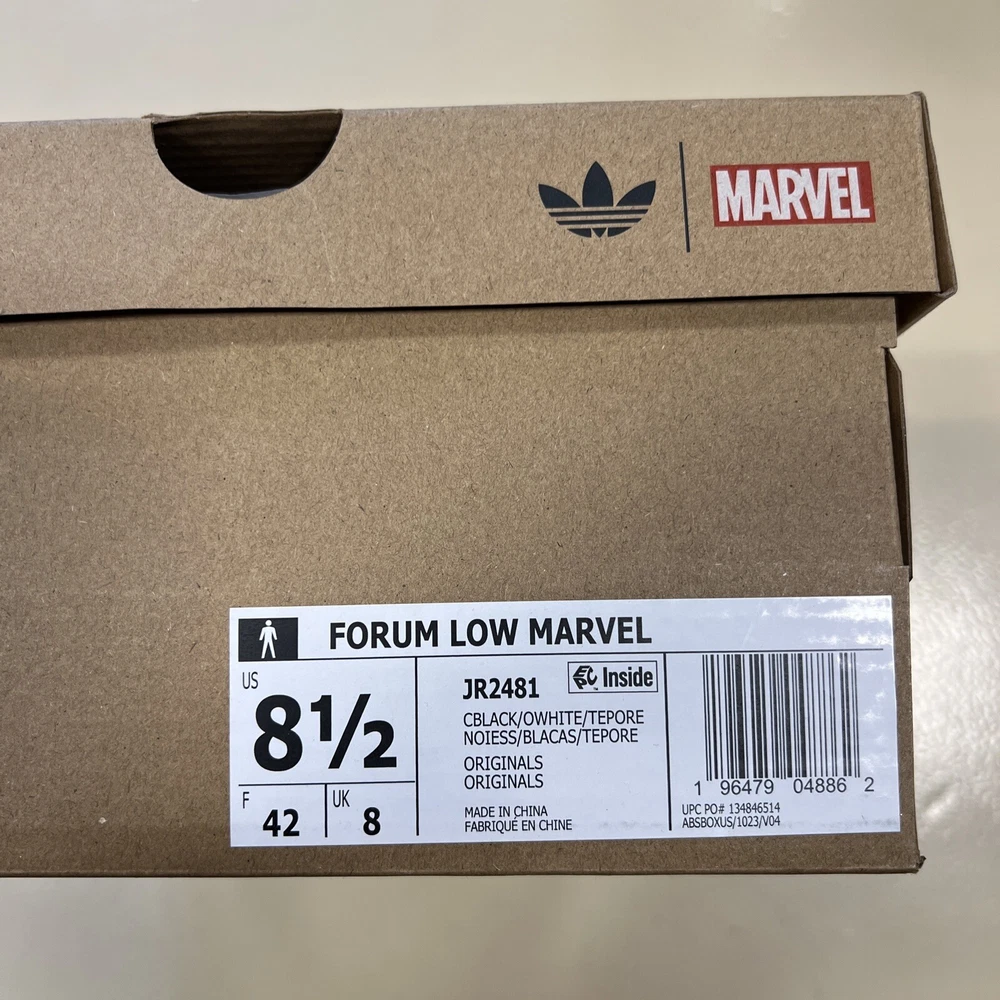 MARVEL
FORUM LOW MARVEL
US
8½
F
42
UK
8
JR2481
EPC™ Inside
CBLACK/OWHITE/TEPORE
NOIESS/BLACAS/TEPORE
ORIGINALS
ORIGINALS
MADE IN CHINA
FABRIQUÉ EN CHINE
1 96479 04886 2
UPC PO# 134846514
ABSBOXUS/1023/V04